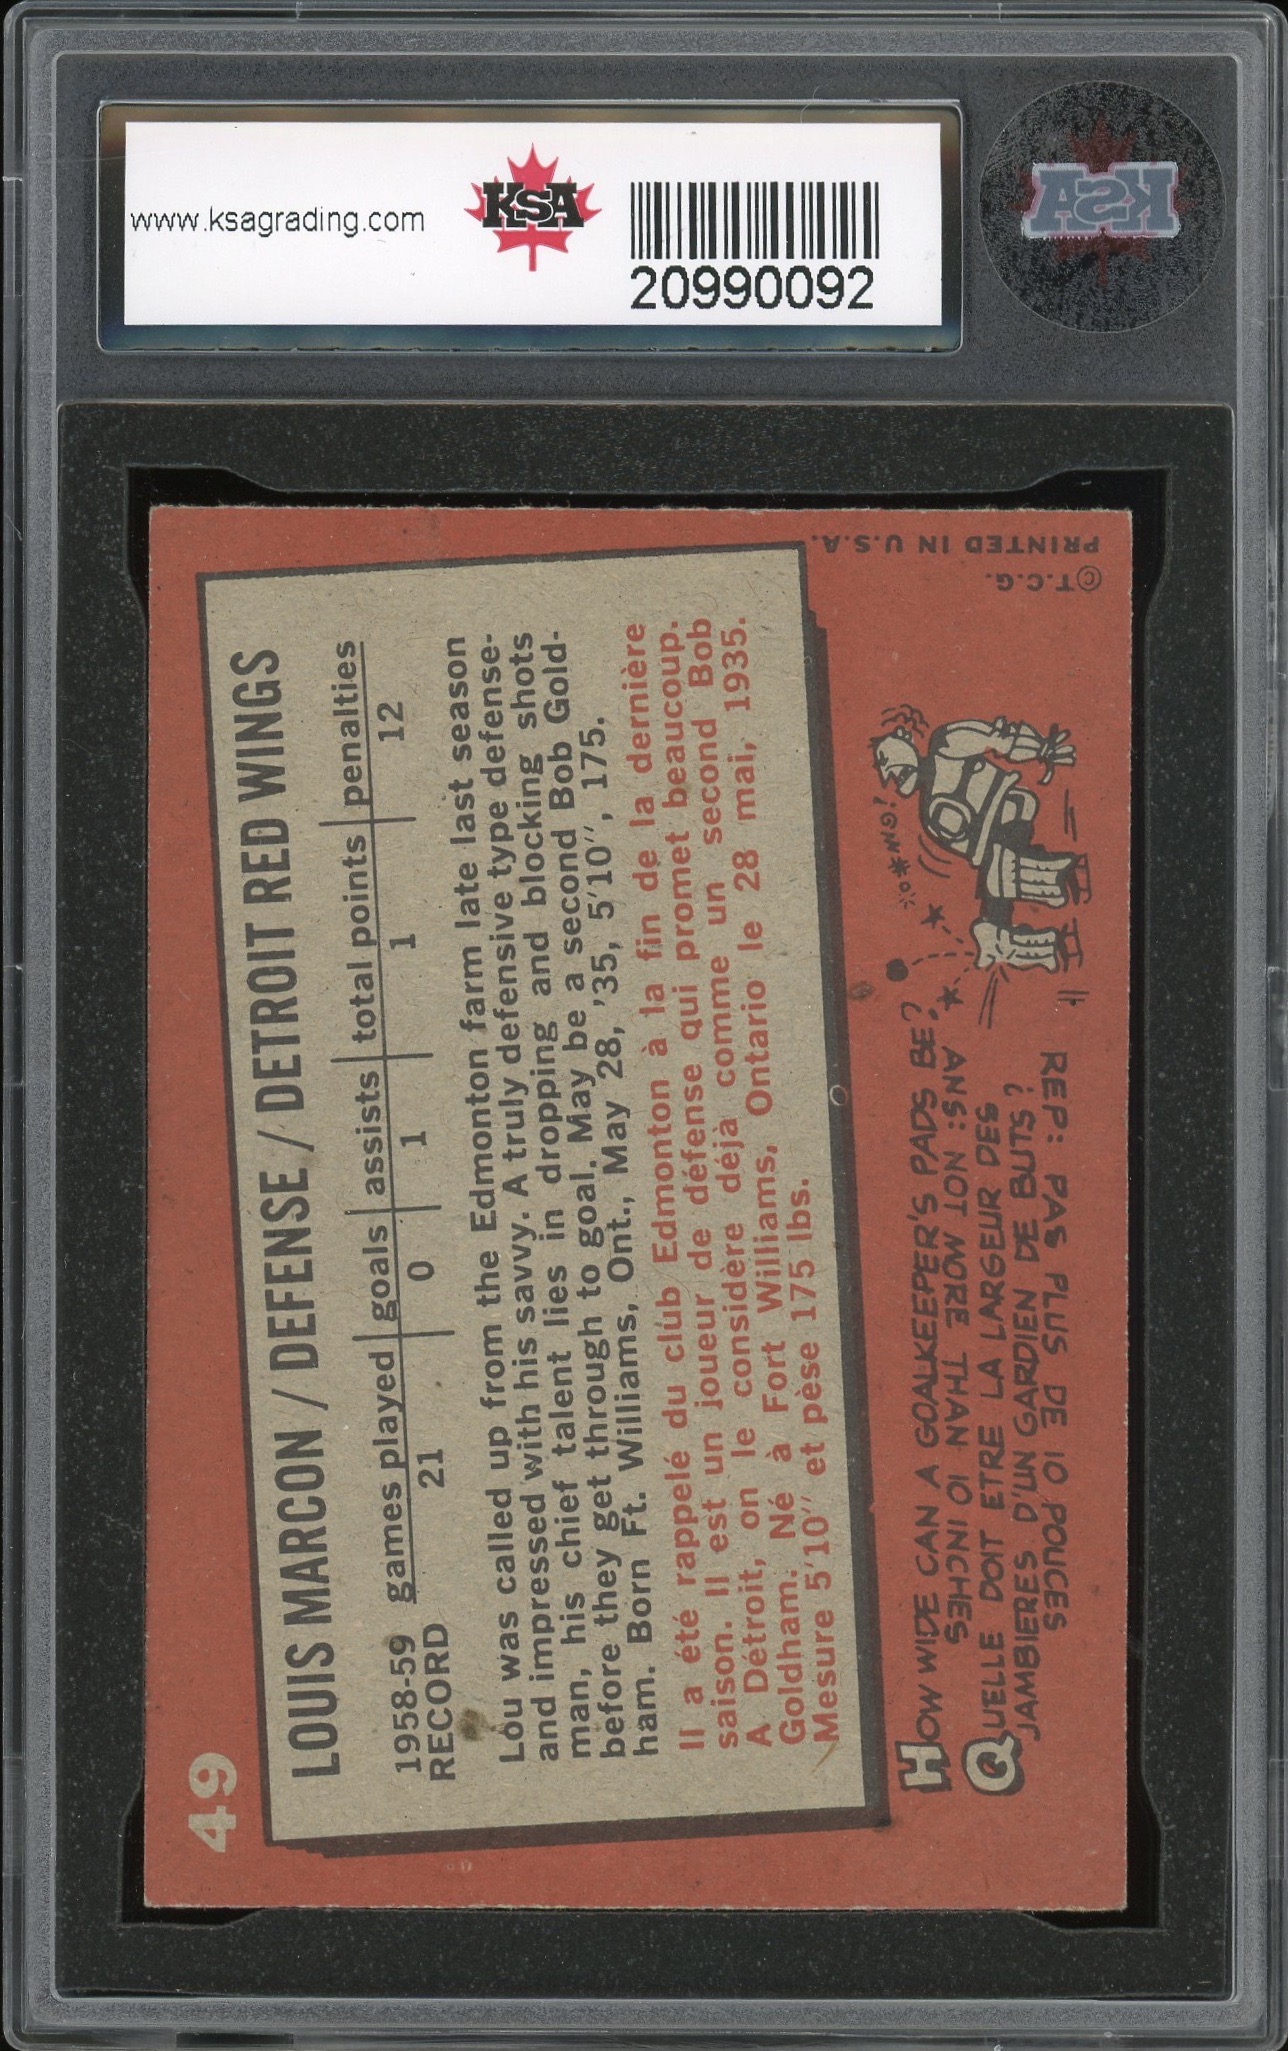 www.ksagrading.com
KSA
20990092
KSA
49
LOUIS MARCON / DEFENSE / DETROIT RED WINGS
1958-59 games played goals assists total points penalties
RECORD 21 0 1 1 12
Lou was called up from the Edmonton farm late last season
and impressed with his savvy. A truly defensive type defense-
man, his chief talent lies in dropping and blocking shots
before they get through to goal. May be a second Bob Gold-
ham. Born Ft. Williams, Ont., May 28, '35, 5'10", 175.
Il a été rappelé du club Edmonton à la fin de la dernière
saison. Il est un joueur de défense qui promet beaucoup.
A Détroit, on le considère déjà comme un second Bob
Goldham. Né à Fort Williams, Ontario le 28 mai, 1935.
Mesure 5'10" et pèse 175 lbs.
HOW WIDE CAN A GOALKEEPER'S PADS BE?
ANS: NOT MORE THAN 10 INCHES
QUELLE DOIT ETRE LA LARGEUR DES
JAMBIERES D'UN GARDIEN DE BUTS?
REP: PAS PLUS DE 10 POUCES
©T.C.G.
PRINTED IN U.S.A.